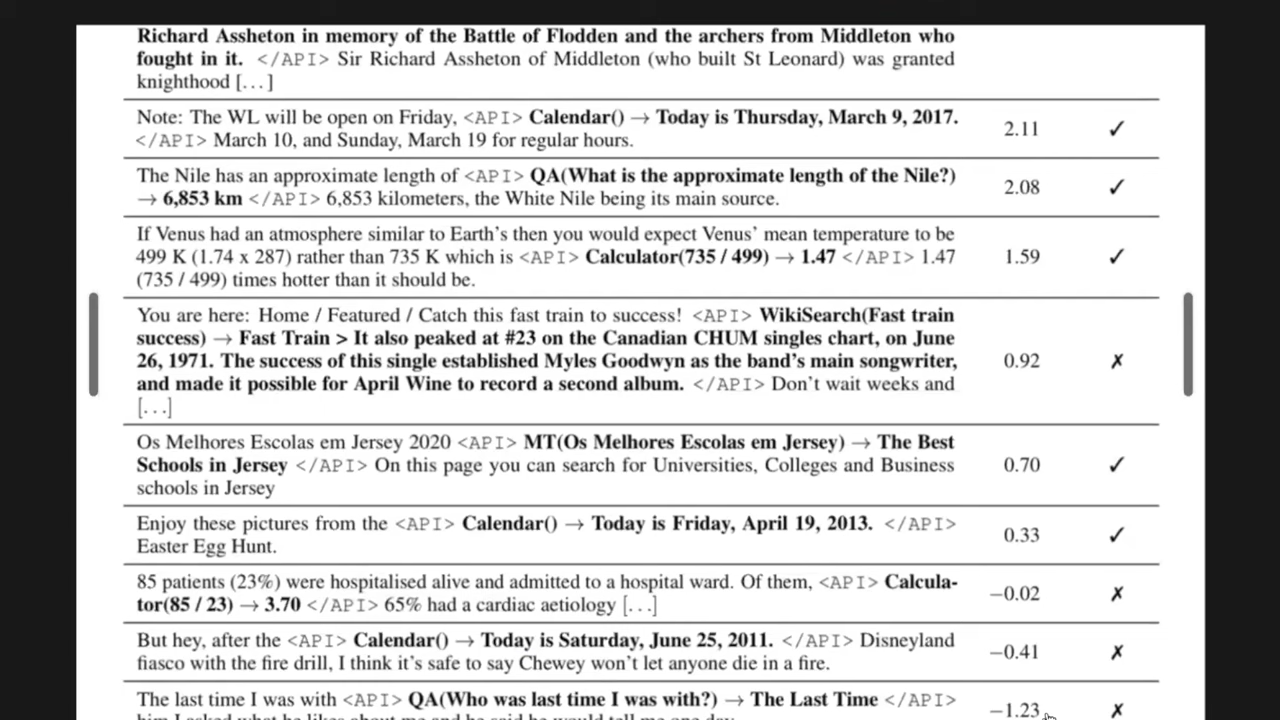 Richard Assheton in memory of the Battle of Flodden and the archers from Middleton who
fought in it. </API> Sir Richard Assheton of Middleton (who built St Leonard) was granted
knighthood [...]
Note: The WL will be open on Friday, <API> Calendar() → Today is Thursday, March 9, 2017.
</API> March 10, and Sunday, March 19 for regular hours.
2.11 ✓
The Nile has an approximate length of <API> QA(What is the approximate length of the Nile?)
→ 6,853 km </API> 6,853 kilometers, the White Nile being its main source.
2.08 ✓
If Venus had an atmosphere similar to Earth's then you would expect Venus' mean temperature to be
499 K (1.74 x 287) rather than 735 K which is <API> Calculator(735 / 499) → 1.47 </API> 1.47
(735 / 499) times hotter than it should be.
1.59 ✓
You are here: Home / Featured / Catch this fast train to success! <API> WikiSearch(Fast train
success) → Fast Train > It also peaked at #23 on the Canadian CHUM singles chart, on June
26, 1971. The success of this single established Myles Goodwyn as the band's main songwriter,
and made it possible for April Wine to record a second album. </API> Don't wait weeks and
[...]
0.92 ✗
Os Melhores Escolas em Jersey 2020 <API> MT(Os Melhores Escolas em Jersey) → The Best
Schools in Jersey </API> On this page you can search for Universities, Colleges and Business
schools in Jersey
0.70 ✓
Enjoy these pictures from the <API> Calendar() → Today is Friday, April 19, 2013. </API>
Easter Egg Hunt.
0.33 ✓
85 patients (23%) were hospitalised alive and admitted to a hospital ward. Of them, <API> Calcula-
tor(85 / 23) → 3.70 </API> 65% had a cardiac aetiology [...]
−0.02 ✗
But hey, after the <API> Calendar() → Today is Saturday, June 25, 2011. </API> Disneyland
fiasco with the fire drill, I think it's safe to say Chewey won't let anyone die in a fire.
−0.41 ✗
The last time I was with <API> QA(Who was last time I was with?) → The Last Time </API>
−1.23 ✗